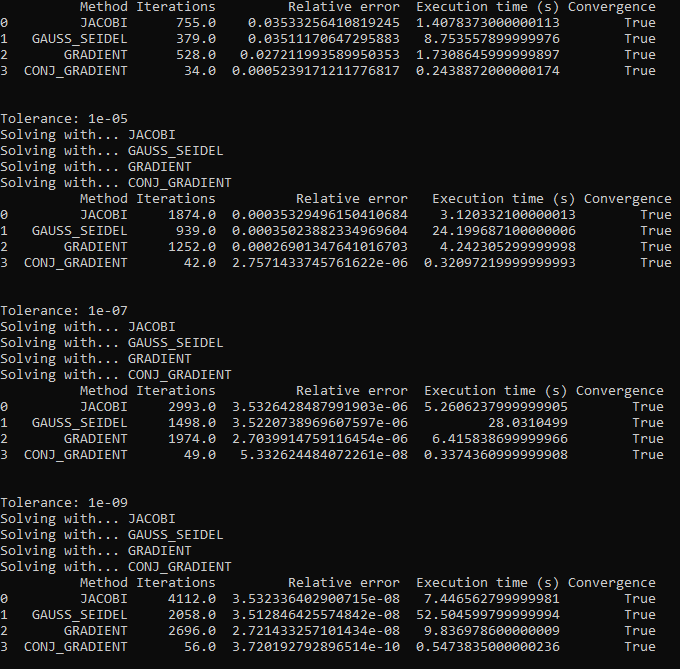 Method Iterations Relative error Execution time (s) Convergence
0 JACOBI 755.0 0.03533256410819245 1.4078373000000113 True
1 GAUSS_SEIDEL 379.0 0.03511170647295883 8.753557899999976 True
2 GRADIENT 528.0 0.027211993589950353 1.7308645999999897 True
3 CONJ_GRADIENT 34.0 0.0005239171211776817 0.2438872000000174 True
Tolerance: 1e-05
Solving with... JACOBI
Solving with... GAUSS_SEIDEL
Solving with... GRADIENT
Solving with... CONJ_GRADIENT
Method Iterations Relative error Execution time (s) Convergence
0 JACOBI 1874.0 0.00035329496150410684 3.120332100000013 True
1 GAUSS_SEIDEL 939.0 0.00035023882334969604 24.199687100000006 True
2 GRADIENT 1252.0 0.00026901347641016703 4.242305299999998 True
3 CONJ_GRADIENT 42.0 2.7571433745761622e-06 0.32097219999999993 True
Tolerance: 1e-07
Solving with... JACOBI
Solving with... GAUSS_SEIDEL
Solving with... GRADIENT
Solving with... CONJ_GRADIENT
Method Iterations Relative error Execution time (s) Convergence
0 JACOBI 2993.0 3.5326428487991903e-06 5.2606237999999905 True
1 GAUSS_SEIDEL 1498.0 3.5220738969607597e-06 28.0310499 True
2 GRADIENT 1974.0 2.7039914759116454e-06 6.415838699999966 True
3 CONJ_GRADIENT 49.0 5.332624484072261e-08 0.3374360999999908 True
Tolerance: 1e-09
Solving with... JACOBI
Solving with... GAUSS_SEIDEL
Solving with... GRADIENT
Solving with... CONJ_GRADIENT
Method Iterations Relative error Execution time (s) Convergence
0 JACOBI 4112.0 3.532336402900715e-08 7.446562799999981 True
1 GAUSS_SEIDEL 2058.0 3.512846425574842e-08 52.504599799999994 True
2 GRADIENT 2696.0 2.721433257101434e-08 9.836978600000009 True
3 CONJ_GRADIENT 56.0 3.720192792896514e-10 0.5473835000000236 True